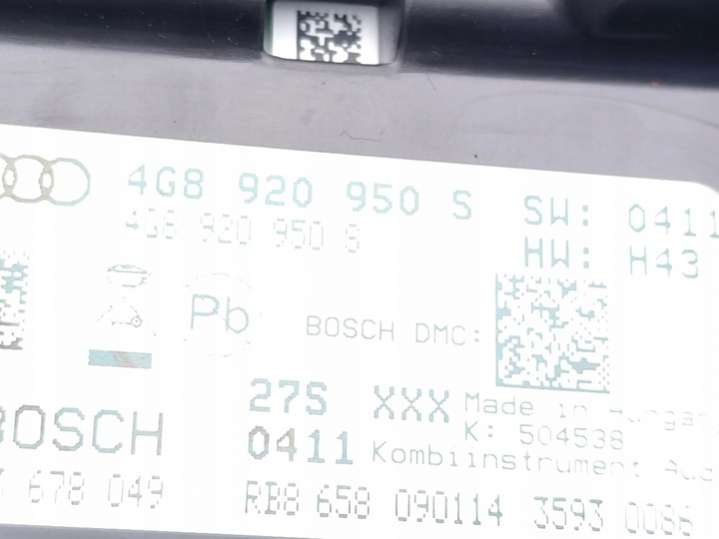 4G8 920 950 S
4G8 920 950 S
SW: 0411
HW: H43
Pb
BOSCH DMC:
27S XXX
Made in
K: 504538
BOSCH
0411
Kombiinstrument
678 049
RB8 658 090114 3593 0086